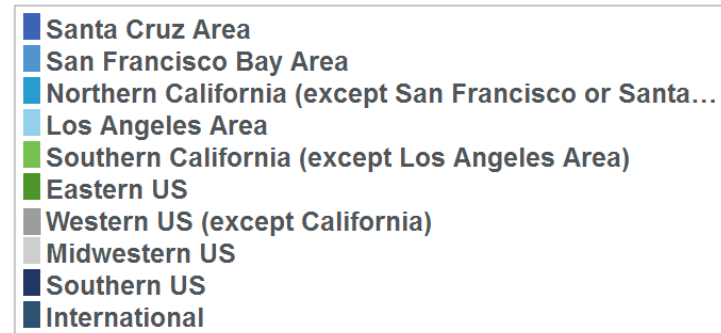 Santa Cruz Area
San Francisco Bay Area
Northern California (except San Francisco or Santa...
Los Angeles Area
Southern California (except Los Angeles Area)
Eastern US
Western US (except California)
Midwestern US
Southern US
International